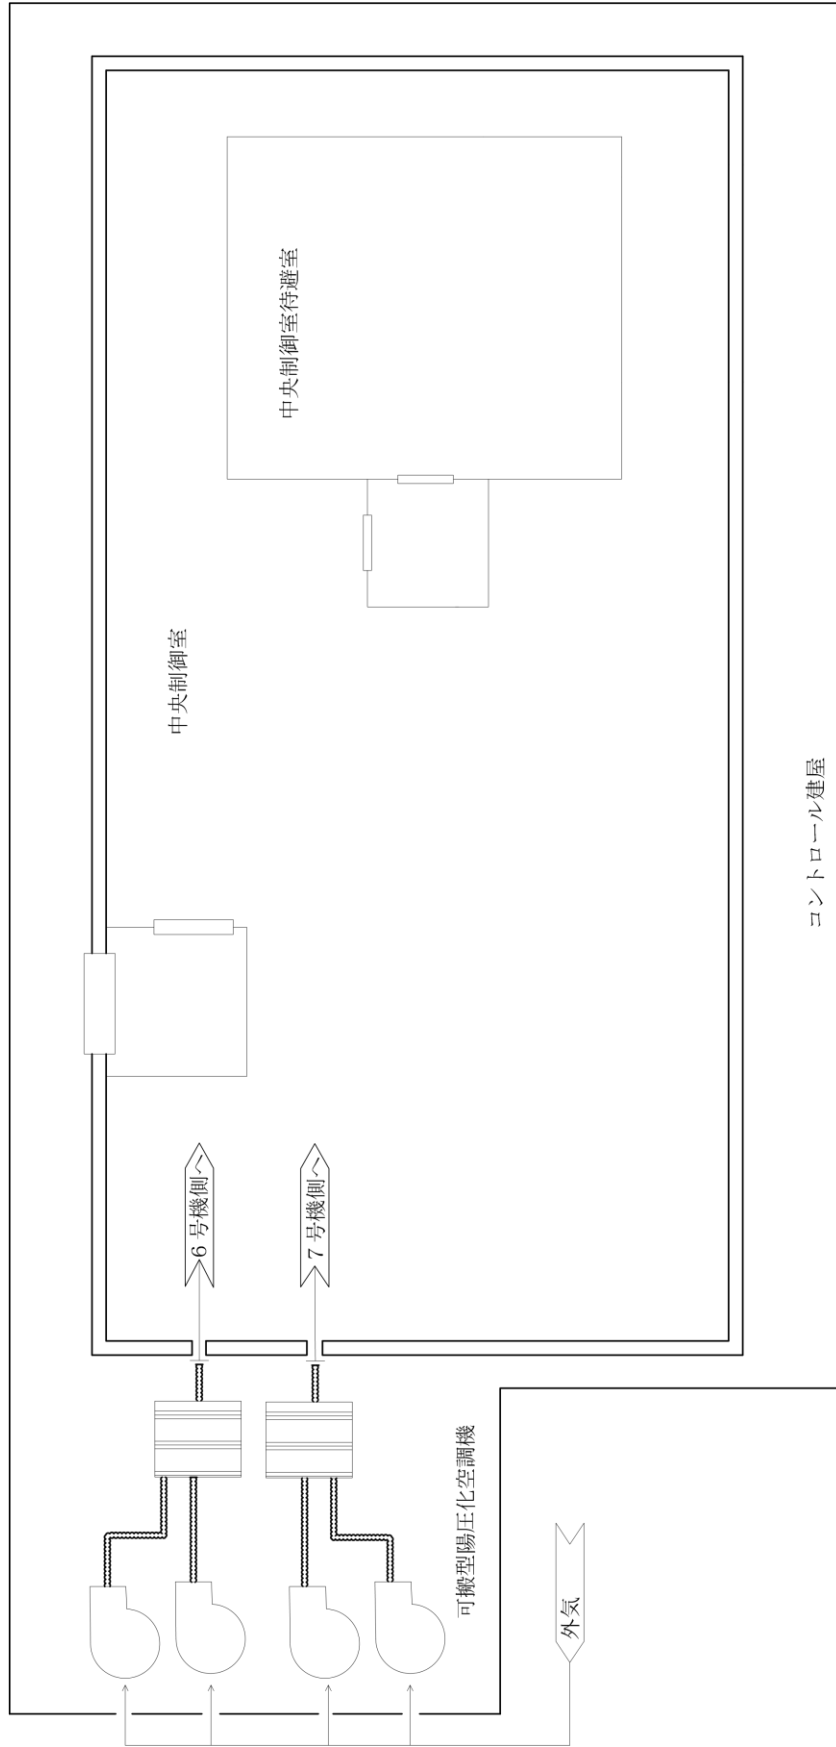 中央制御室待避室
中央制御室
コントロール建屋
6号機側へ
7号機側へ
可搬型陽圧化空調機
外気